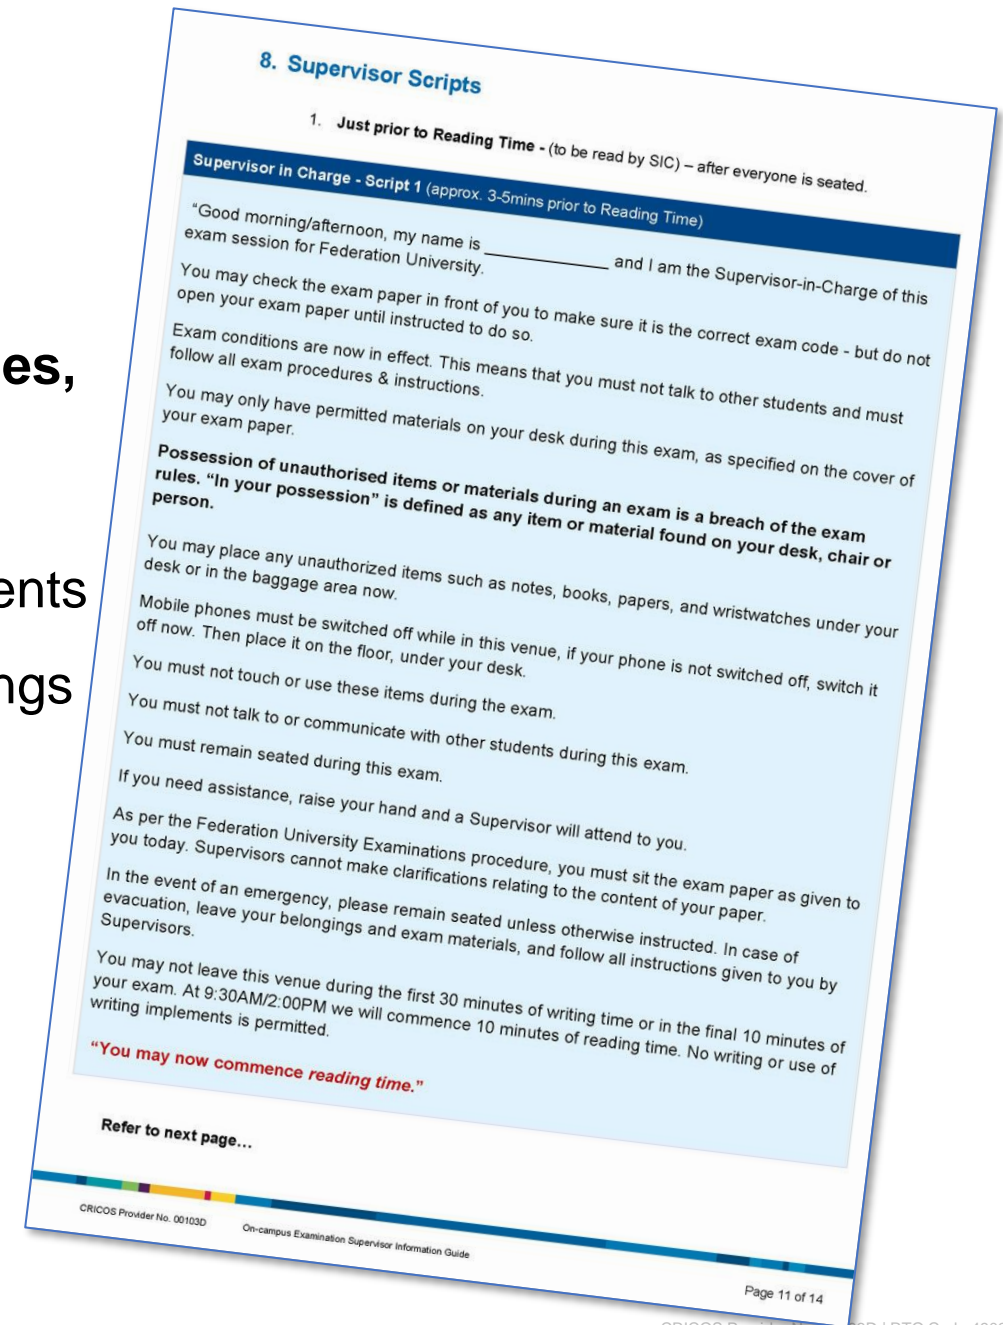 es,
ents
ngs
8. Supervisor Scripts
1. Just prior to Reading Time - (to be read by SIC) – after everyone is seated.
Supervisor in Charge - Script 1 (approx. 3-5mins prior to Reading Time)
“Good morning/afternoon, my name is ______________ and I am the Supervisor-in-Charge of this
exam session for Federation University.
You may check the exam paper in front of you to make sure it is the correct exam code - but do not
open your exam paper until instructed to do so.
Exam conditions are now in effect. This means that you must not talk to other students and must
follow all exam procedures & instructions.
You may only have permitted materials on your desk during this exam, as specified on the cover of
your exam paper.
Possession of unauthorised items or materials during an exam is a breach of the exam
rules. “In your possession” is defined as any item or material found on your desk, chair or
person.
You may place any unauthorized items such as notes, books, papers, and wristwatches under your
desk or in the baggage area now.
Mobile phones must be switched off while in this venue, if your phone is not switched off, switch it
off now. Then place it on the floor, under your desk.
You must not touch or use these items during the exam.
You must not talk to or communicate with other students during this exam.
You must remain seated during this exam.
If you need assistance, raise your hand and a Supervisor will attend to you.
As per the Federation University Examinations procedure, you must sit the exam paper as given to
you today. Supervisors cannot make clarifications relating to the content of your paper.
In the event of an emergency, please remain seated unless otherwise instructed. In case of
evacuation, leave your belongings and exam materials, and follow all instructions given to you by
Supervisors.
You may not leave this venue during the first 30 minutes of writing time or in the final 10 minutes of
your exam. At 9:30AM/2:00PM we will commence 10 minutes of reading time. No writing or use of
writing implements is permitted.
“You may now commence reading time.”
Refer to next page…
CRICOS Provider No. 00103D
On-campus Examination Supervisor Information Guide
Page 11 of 14